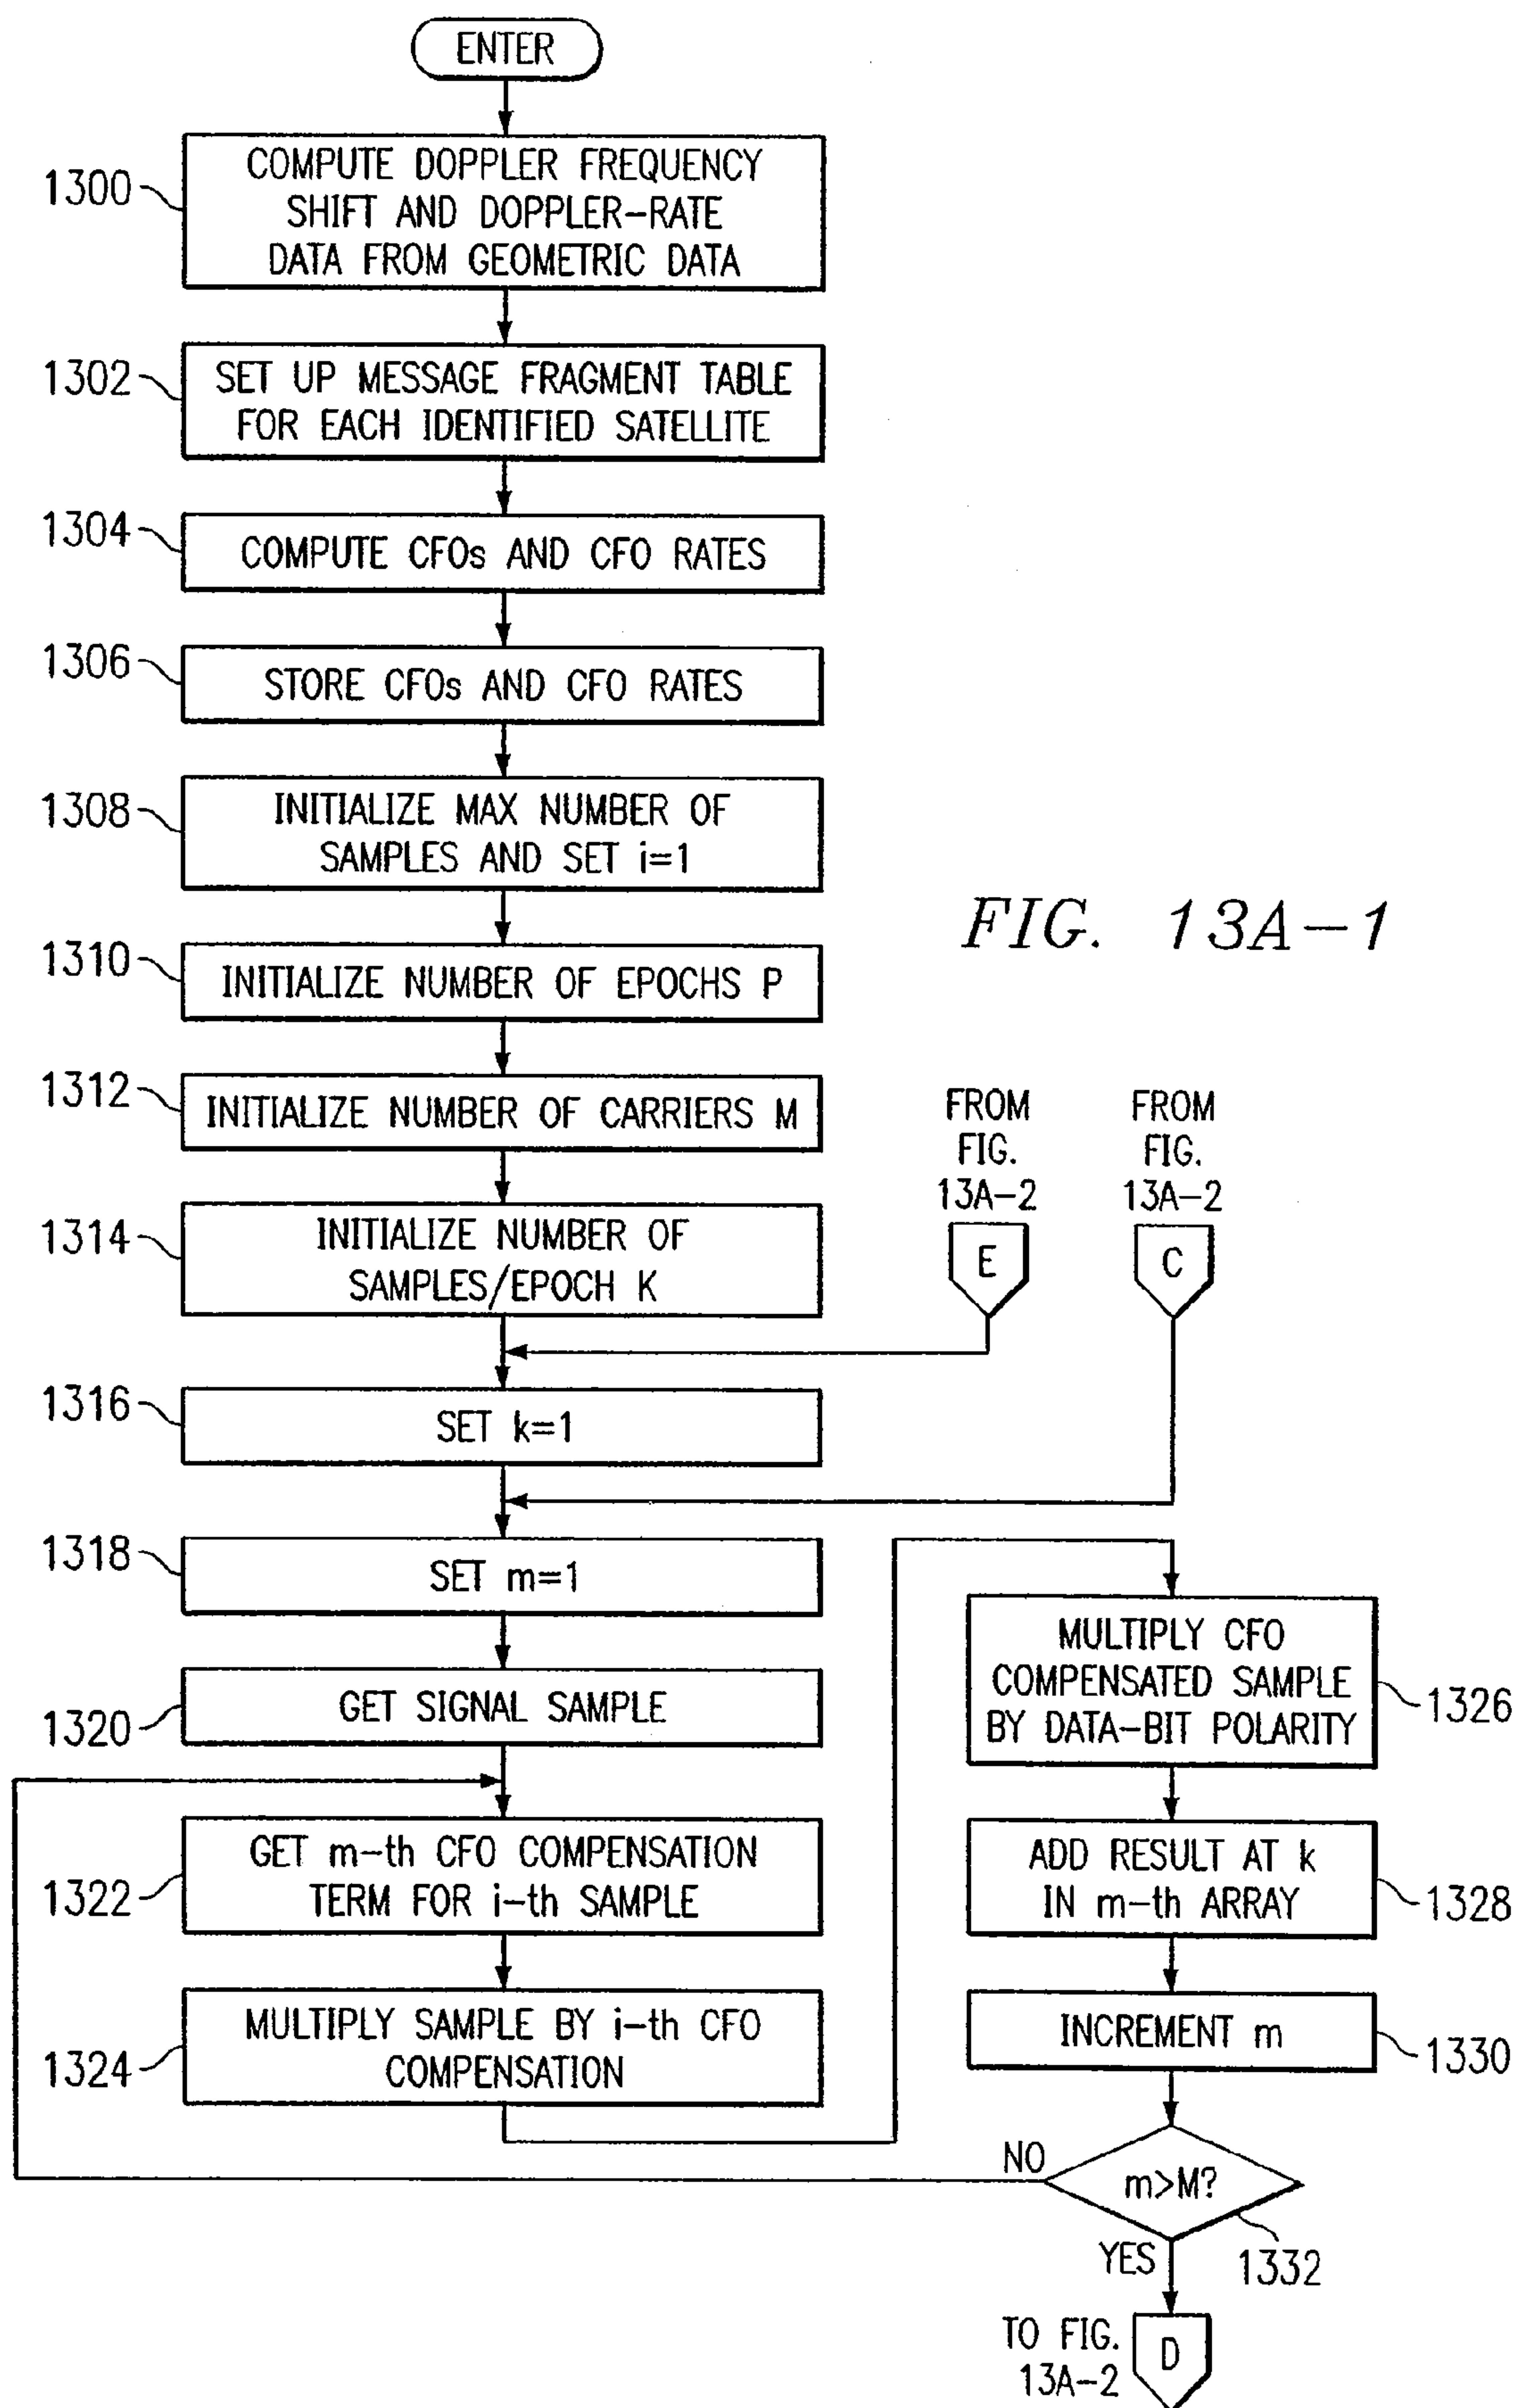 ENTER
1300
COMPUTE DOPPLER FREQUENCY
SHIFT AND DOPPLER-RATE
DATA FROM GEOMETRIC DATA
1302
SET UP MESSAGE FRAGMENT TABLE
FOR EACH IDENTIFIED SATELLITE
1304
COMPUTE CFOs AND CFO RATES
1306
STORE CFOs AND CFO RATES
1308
INITIALIZE MAX NUMBER OF
SAMPLES AND SET i=1
FIG. 13A-1
1310
INITIALIZE NUMBER OF EPOCHS P
1312
INITIALIZE NUMBER OF CARRIERS M
1314
INITIALIZE NUMBER OF
SAMPLES/EPOCH K
FROM
FIG.
13A-2
E
FROM
FIG.
13A-2
C
1316
SET k=1
1318
SET m=1
1320
GET SIGNAL SAMPLE
1322
GET m-th CFO COMPENSATION
TERM FOR i-th SAMPLE
1324
MULTIPLY SAMPLE BY i-th CFO
COMPENSATION
MULTIPLY CFO
COMPENSATED SAMPLE
BY DATA-BIT POLARITY
1326
ADD RESULT AT k
IN m-th ARRAY
1328
INCREMENT m
1330
NO
m>M?
1332
YES
TO FIG.
13A-2
D